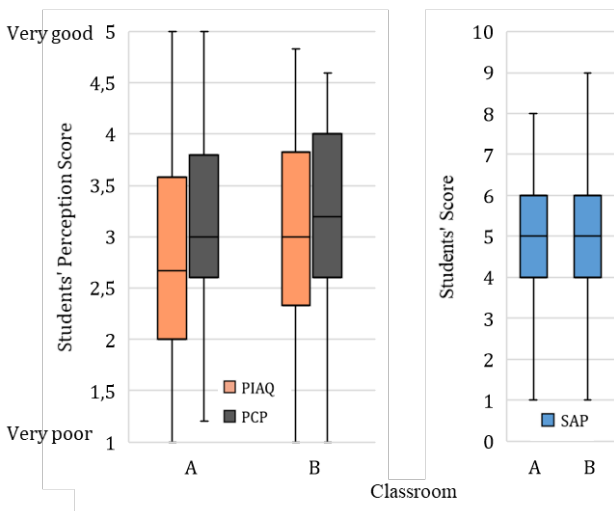 Very good
5
4,5
4
3,5
3
2,5
2
1,5
1
Very poor
Students' Perception Score
PIAQ
PCP
A
B
10
9
8
7
6
5
4
3
2
1
0
Students' Score
SAP
A
B
Classroom